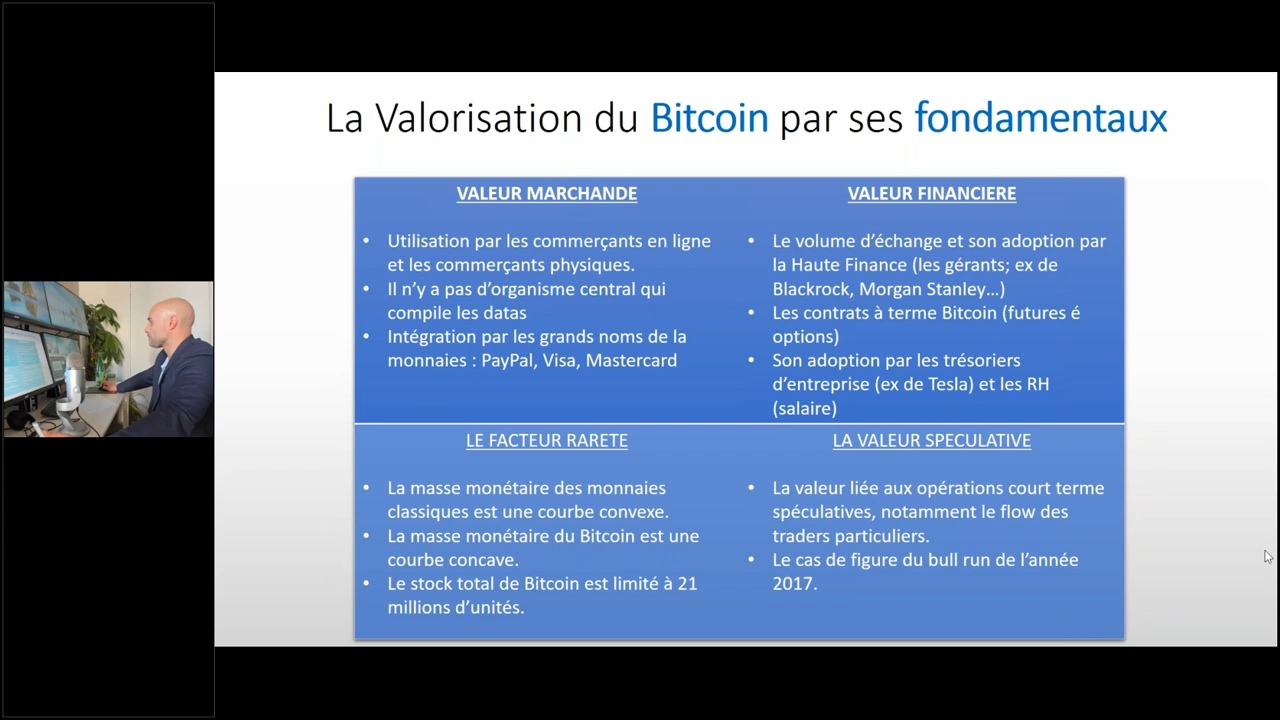 La Valorisation du Bitcoin par ses fondamentaux
VALEUR MARCHANDE
• Utilisation par les commerçants en ligne
et les commerçants physiques.
• Il n’y a pas d’organisme central qui
compile les datas
• Intégration par les grands noms de la
monnaies : PayPal, Visa, Mastercard
VALEUR FINANCIERE
• Le volume d’échange et son adoption par
la Haute Finance (les gérants; ex de
Blackrock, Morgan Stanley…)
• Les contrats à terme Bitcoin (futures é
options)
• Son adoption par les trésoriers
d’entreprise (ex de Tesla) et les RH
(salaire)
LE FACTEUR RARETE
• La masse monétaire des monnaies
classiques est une courbe convexe.
• La masse monétaire du Bitcoin est une
courbe concave.
• Le stock total de Bitcoin est limité à 21
millions d’unités.
LA VALEUR SPECULATIVE
• La valeur liée aux opérations court terme
spéculatives, notamment le flow des
traders particuliers.
• Le cas de figure du bull run de l’année
2017.